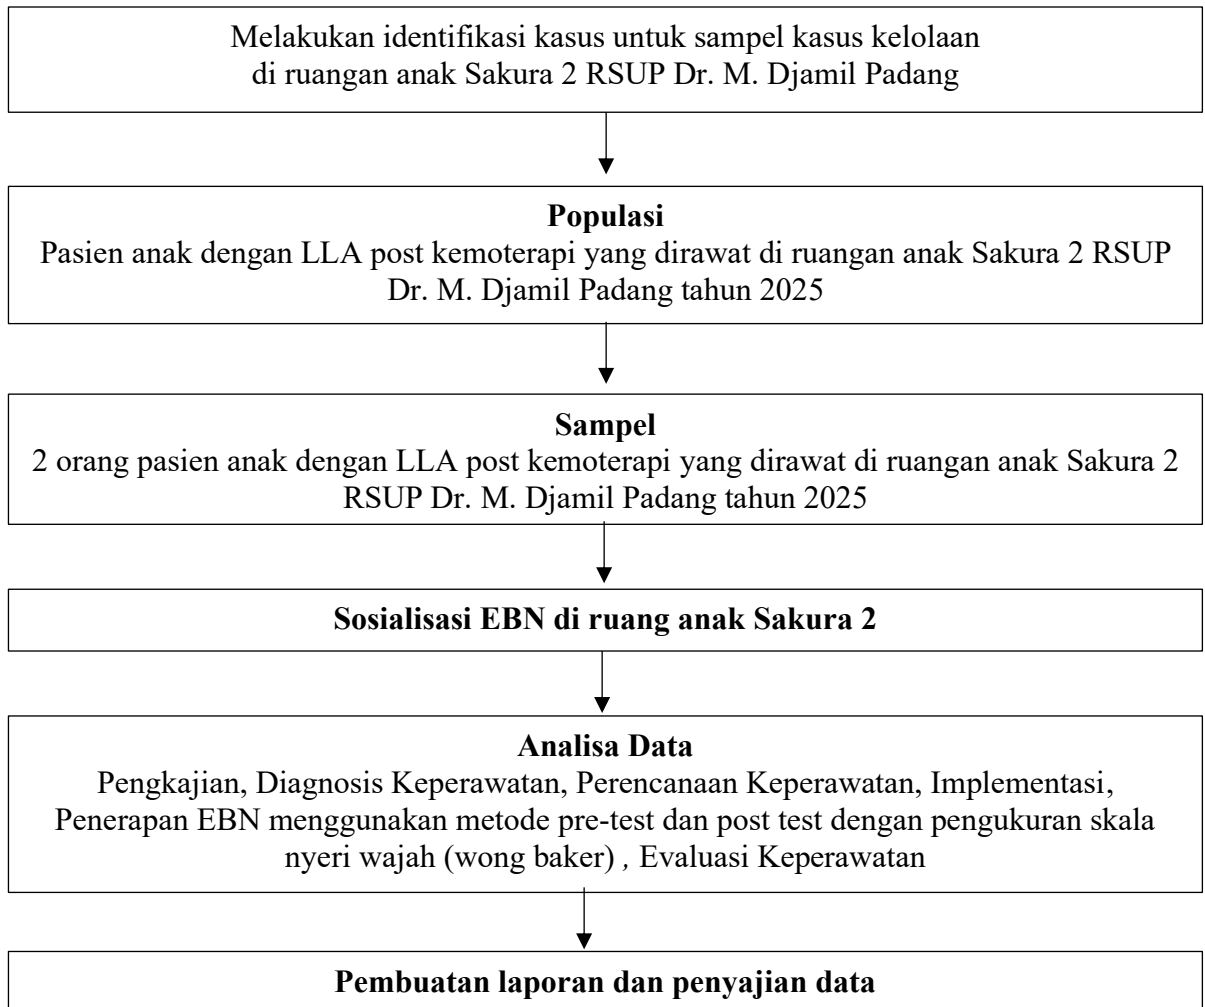 Melakukan identifikasi kasus untuk sampel kasus kelolaan
di ruangan anak Sakura 2 RSUP Dr. M. Djamil Padang
Populasi
Pasien anak dengan LLA post kemoterapi yang dirawat di ruangan anak Sakura 2 RSUP
Dr. M. Djamil Padang tahun 2025
Sampel
2 orang pasien anak dengan LLA post kemoterapi yang dirawat di ruangan anak Sakura 2
RSUP Dr. M. Djamil Padang tahun 2025
Sosialisasi EBN di ruang anak Sakura 2
Analisa Data
Pengkajian, Diagnosis Keperawatan, Perencanaan Keperawatan, Implementasi,
Penerapan EBN menggunakan metode pre-test dan post test dengan pengukuran skala
nyeri wajah (wong baker) , Evaluasi Keperawatan
Pembuatan laporan dan penyajian data